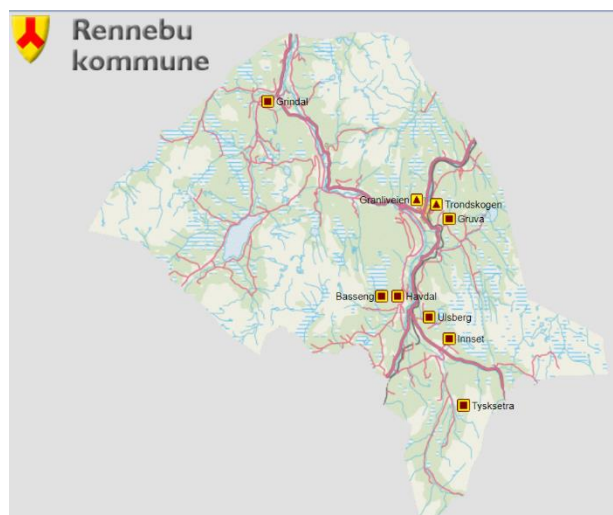 Rennebu
kommune
Grindal
Granliveien
Trondskogen
Gruva
Basseng
Havdal
Ulsberg
Innset
Tysksetra